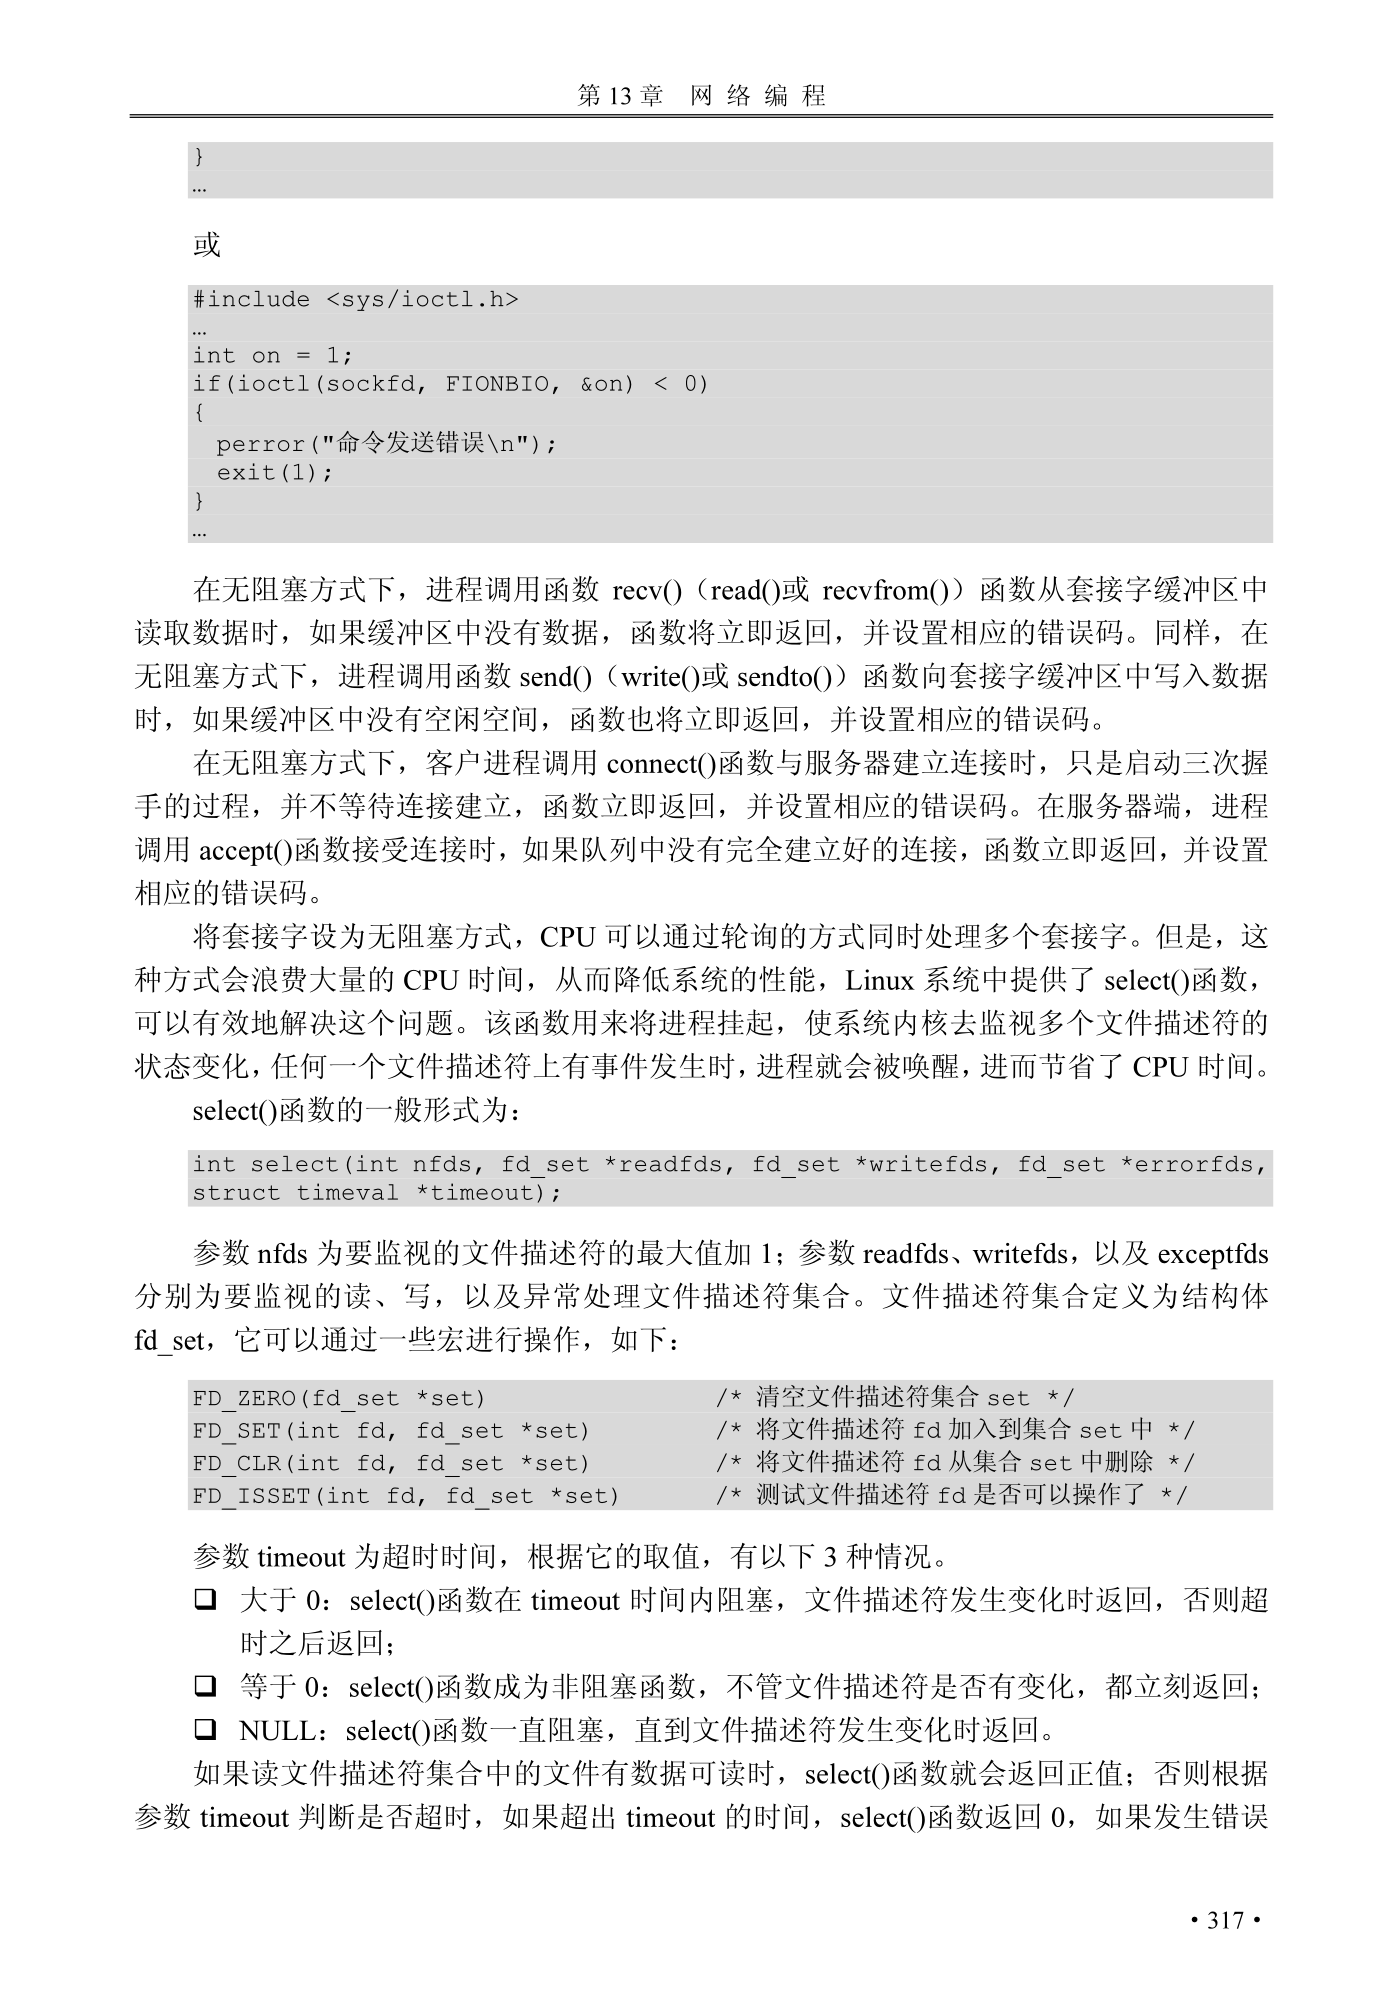 第 13 章 网 络 编 程
}
…
或
#include <sys/ioctl.h>
…
int on = 1;
if(ioctl(sockfd, FIONBIO, &on) < 0)
{
perror("命令发送错误\n");
exit(1);
}
…
在无阻塞方式下，进程调用函数 recv()（read()或 recvfrom()）函数从套接字缓冲区中
读取数据时，如果缓冲区中没有数据，函数将立即返回，并设置相应的错误码。同样，在
无阻塞方式下，进程调用函数 send()（write()或 sendto()）函数向套接字缓冲区中写入数据
时，如果缓冲区中没有空闲空间，函数也将立即返回，并设置相应的错误码。
在无阻塞方式下，客户进程调用 connect()函数与服务器建立连接时，只是启动三次握
手的过程，并不等待连接建立，函数立即返回，并设置相应的错误码。在服务器端，进程
调用 accept()函数接受连接时，如果队列中没有完全建立好的连接，函数立即返回，并设置
相应的错误码。
将套接字设为无阻塞方式，CPU 可以通过轮询的方式同时处理多个套接字。但是，这
种方式会浪费大量的 CPU 时间，从而降低系统的性能，Linux 系统中提供了 select()函数，
可以有效地解决这个问题。该函数用来将进程挂起，使系统内核去监视多个文件描述符的
状态变化，任何一个文件描述符上有事件发生时，进程就会被唤醒，进而节省了 CPU 时间。
select()函数的一般形式为：
int select(int nfds, fd_set *readfds, fd_set *writefds, fd_set *errorfds,
struct timeval *timeout);
参数 nfds 为要监视的文件描述符的最大值加 1；参数 readfds、writefds，以及 exceptfds
分别为要监视的读、写，以及异常处理文件描述符集合。文件描述符集合定义为结构体
fd_set，它可以通过一些宏进行操作，如下：
FD_ZERO(fd_set *set) /* 清空文件描述符集合 set */
FD_SET(int fd, fd_set *set) /* 将文件描述符 fd 加入到集合 set 中 */
FD_CLR(int fd, fd_set *set) /* 将文件描述符 fd 从集合 set 中删除 */
FD_ISSET(int fd, fd_set *set) /* 测试文件描述符 fd 是否可以操作了 */
参数 timeout 为超时时间，根据它的取值，有以下 3 种情况。
❑ 大于 0：select()函数在 timeout 时间内阻塞，文件描述符发生变化时返回，否则超
时之后返回；
❑ 等于 0：select()函数成为非阻塞函数，不管文件描述符是否有变化，都立刻返回；
❑ NULL：select()函数一直阻塞，直到文件描述符发生变化时返回。
如果读文件描述符集合中的文件有数据可读时，select()函数就会返回正值；否则根据
参数 timeout 判断是否超时，如果超出 timeout 的时间，select()函数返回 0，如果发生错误
• 317 •